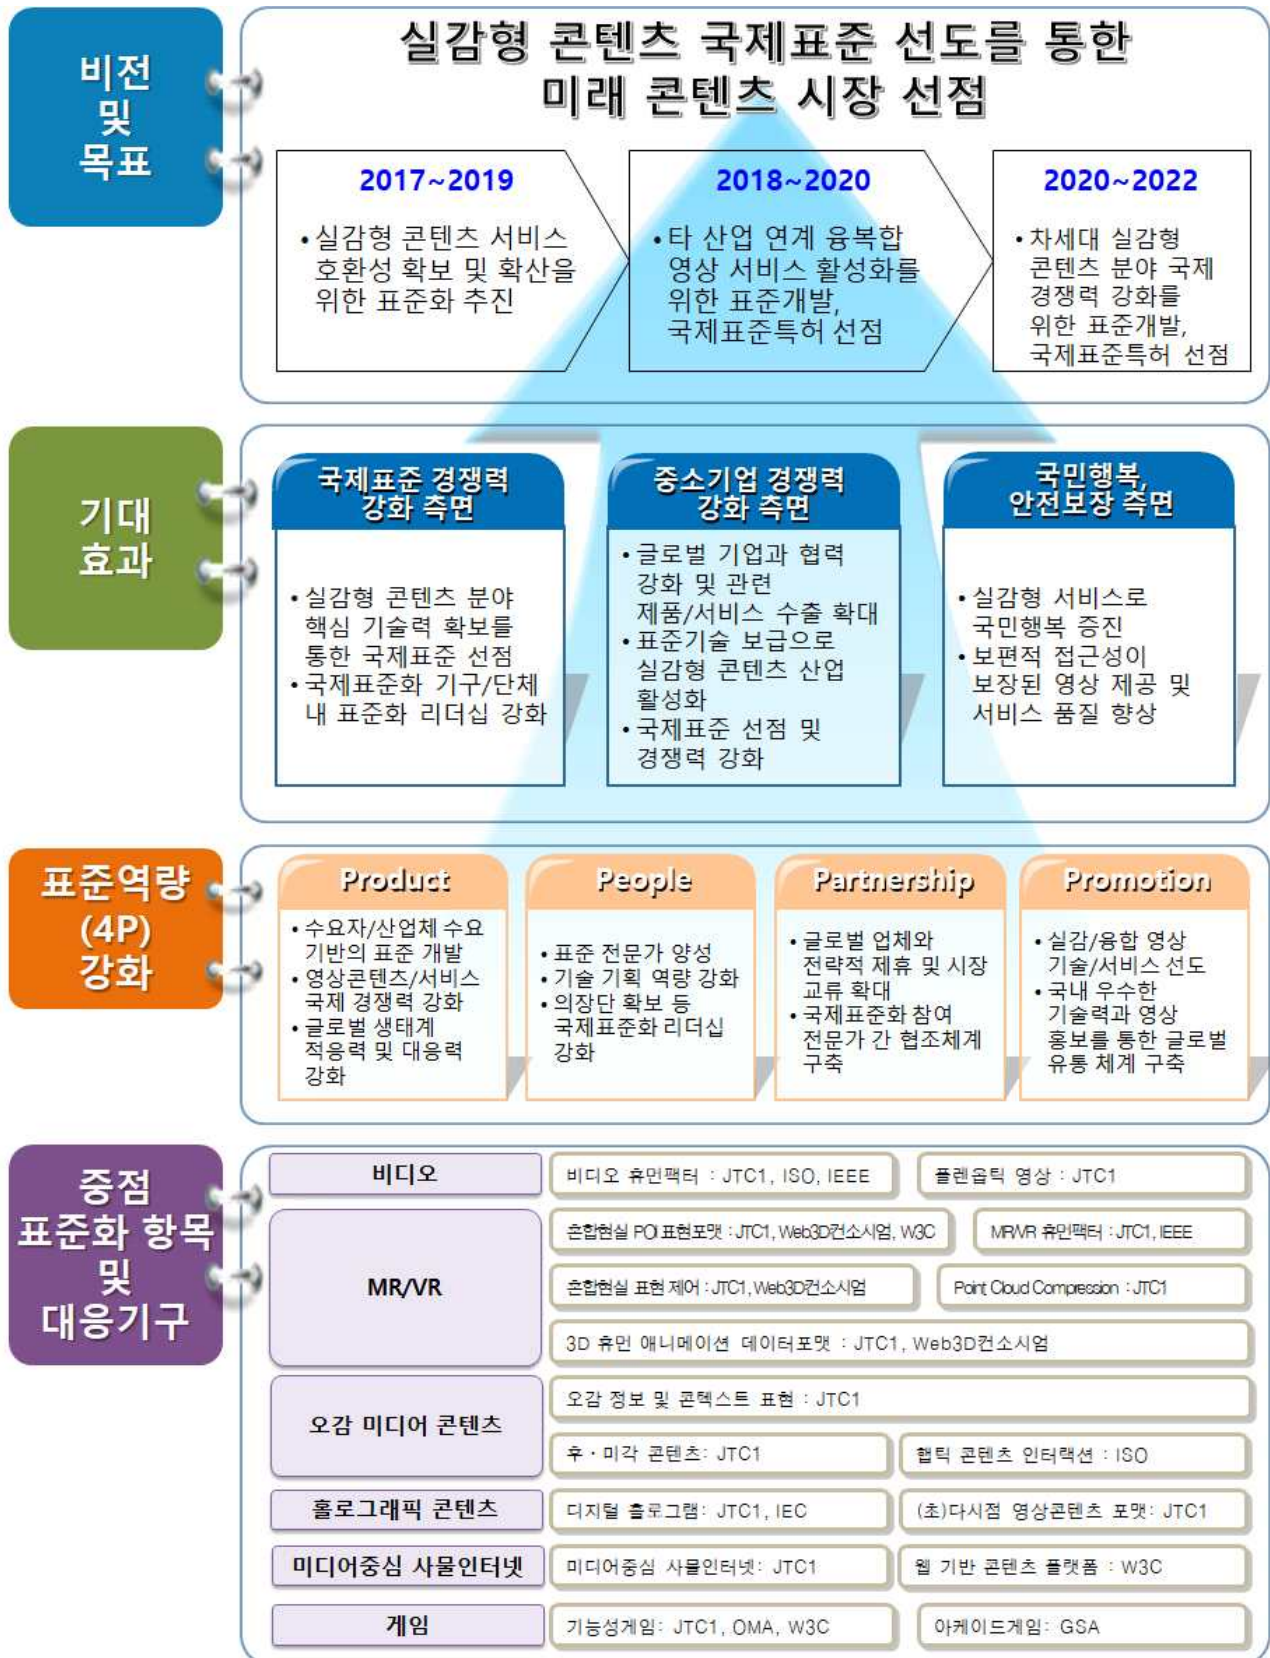 비전
및
목표
실감형 콘텐츠 국제표준 선도를 통한
미래 콘텐츠 시장 선점
2017~2019
• 실감형 콘텐츠 서비스
호환성 확보 및 확산을
위한 표준화 추진
2018~2020
• 타 산업 연계 융복합
영상 서비스 활성화를
위한 표준개발,
국제표준특허 선점
2020~2022
• 차세대 실감형
콘텐츠 분야 국제
경쟁력 강화를
위한 표준개발,
국제표준특허 선점
기대
효과
국제표준 경쟁력
강화 측면
• 실감형 콘텐츠 분야
핵심 기술력 확보를
통한 국제표준 선점
• 국제표준화 기구/단체
내 표준화 리더십 강화
중소기업 경쟁력
강화 측면
• 글로벌 기업과 협력
강화 및 관련
제품/서비스 수출 확대
• 표준기술 보급으로
실감형 콘텐츠 산업
활성화
• 국제표준 선점 및
경쟁력 강화
국민행복,
안전보장 측면
• 실감형 서비스로
국민행복 증진
• 보편적 접근성이
보장된 영상 제공 및
서비스 품질 향상
표준역량
(4P)
강화
Product
• 수요자/산업체 수요
기반의 표준 개발
• 영상콘텐츠/서비스
국제 경쟁력 강화
• 글로벌 생태계
적응력 및 대응력
강화
People
• 표준 전문가 양성
• 기술 기획 역량 강화
• 의장단 확보 등
국제표준화 리더십
강화
Partnership
• 글로벌 업체와
전략적 제휴 및 시장
교류 확대
• 국제표준화 참여
전문가 간 협조체계
구축
Promotion
• 실감/융합 영상
기술/서비스 선도
• 국내 우수한
기술력과 영상
홍보를 통한 글로벌
유통 체계 구축
중점
표준화 항목
및
대응기구
비디오
비디오 휴먼팩터 : JTC1, ISO, IEEE
플렌옵틱 영상 : JTC1
MR/VR
혼합현실 POI 표현포맷 : JTC1, Web3D컨소시엄, W3C
MR/VR 휴먼팩터 : JTC1, IEEE
혼합현실 표현 제어 : JTC1, Web3D컨소시엄
Point Cloud Compression : JTC1
3D 휴먼 애니메이션 데이터포맷 : JTC1, Web3D컨소시엄
오감 미디어 콘텐츠
오감 정보 및 콘텍스트 표현 : JTC1
후 · 미각 콘텐츠: JTC1
햅틱 콘텐츠 인터랙션 : ISO
홀로그래픽 콘텐츠
디지털 홀로그램: JTC1, IEC
(초)다시점 영상콘텐츠 포맷: JTC1
미디어중심 사물인터넷
미디어중심 사물인터넷: JTC1
웹 기반 콘텐츠 플랫폼 : W3C
게임
기능성게임: JTC1, OMA, W3C
아케이드게임: GSA